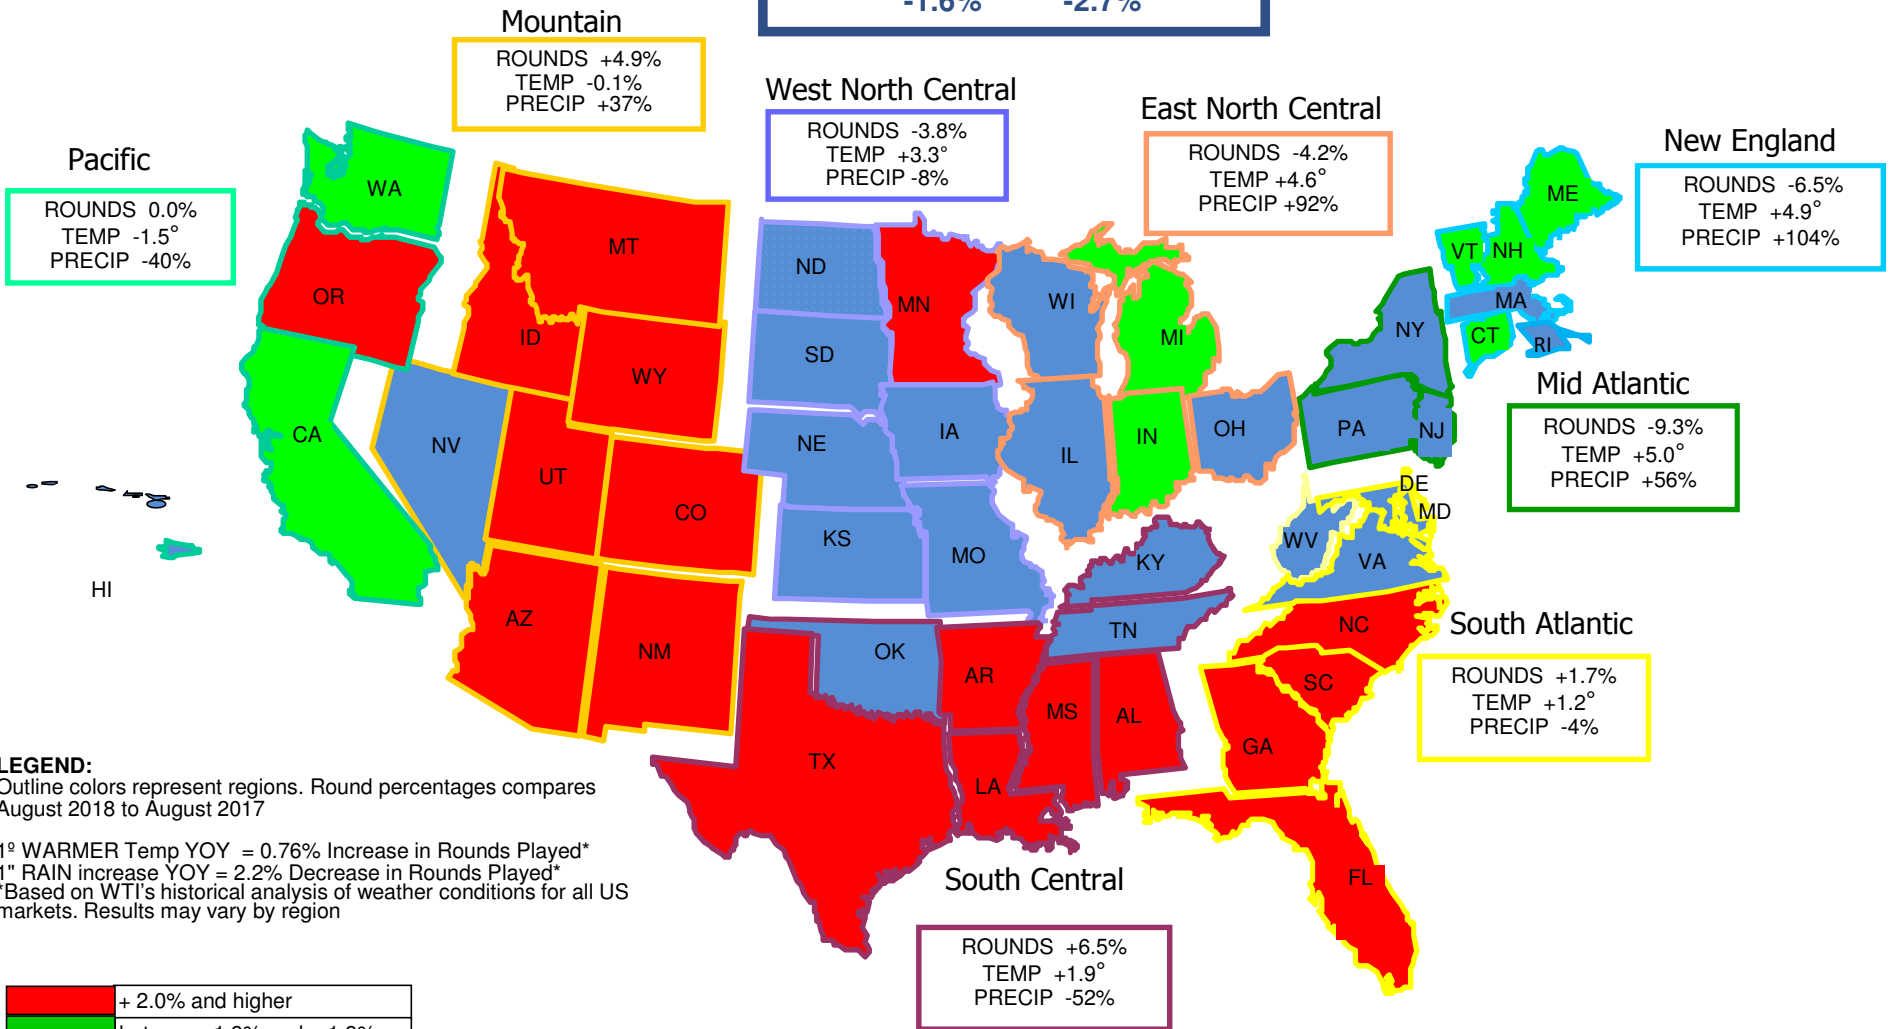 -1.6% -2.7%
Mountain
ROUNDS +4.9%
TEMP -0.1%
PRECIP +37%
West North Central
ROUNDS -3.8%
TEMP +3.3°
PRECIP -8%
East North Central
ROUNDS -4.2%
TEMP +4.6°
PRECIP +92%
New England
ROUNDS -6.5%
TEMP +4.9°
PRECIP +104%
Pacific
ROUNDS 0.0%
TEMP -1.5°
PRECIP -40%
Mid Atlantic
ROUNDS -9.3%
TEMP +5.0°
PRECIP +56%
South Atlantic
ROUNDS +1.7%
TEMP +1.2°
PRECIP -4%
South Central
ROUNDS +6.5%
TEMP +1.9°
PRECIP -52%
WA
OR
CA
HI
MT
ID
WY
NV
UT
CO
AZ
NM
ND
SD
NE
KS
MN
IA
MO
WI
IL
MI
IN
OH
KY
TN
OK
AR
TX
LA
MS
AL
NY
PA
NJ
ME
VT
NH
MA
CT
RI
DE
MD
WV
VA
NC
SC
GA
FL
LEGEND:
Outline colors represent regions. Round percentages compares
August 2018 to August 2017
1º WARMER Temp YOY = 0.76% Increase in Rounds Played*
1" RAIN increase YOY = 2.2% Decrease in Rounds Played*
*Based on WTI's historical analysis of weather conditions for all US
markets. Results may vary by region
+ 2.0% and higher